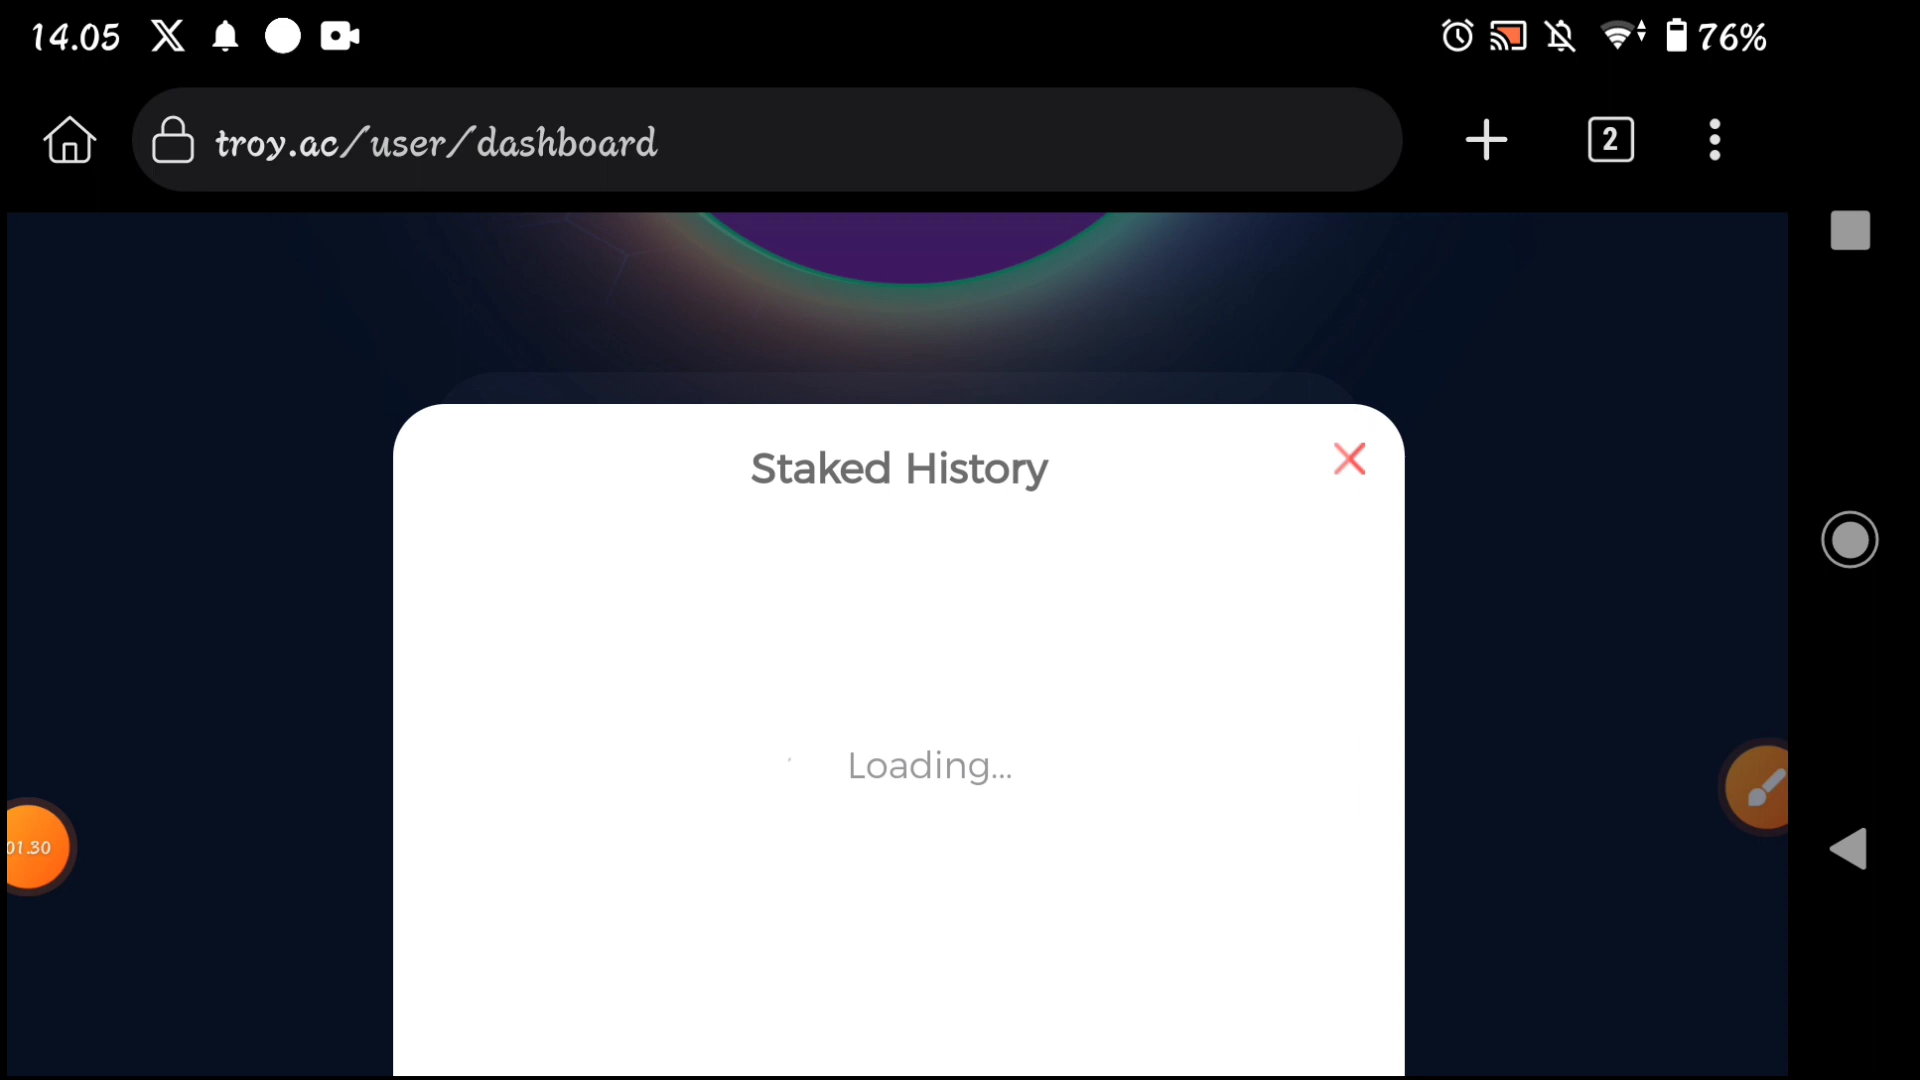 14.05
76%
troy.ac/user/dashboard
2
Staked History
Loading...
01.30